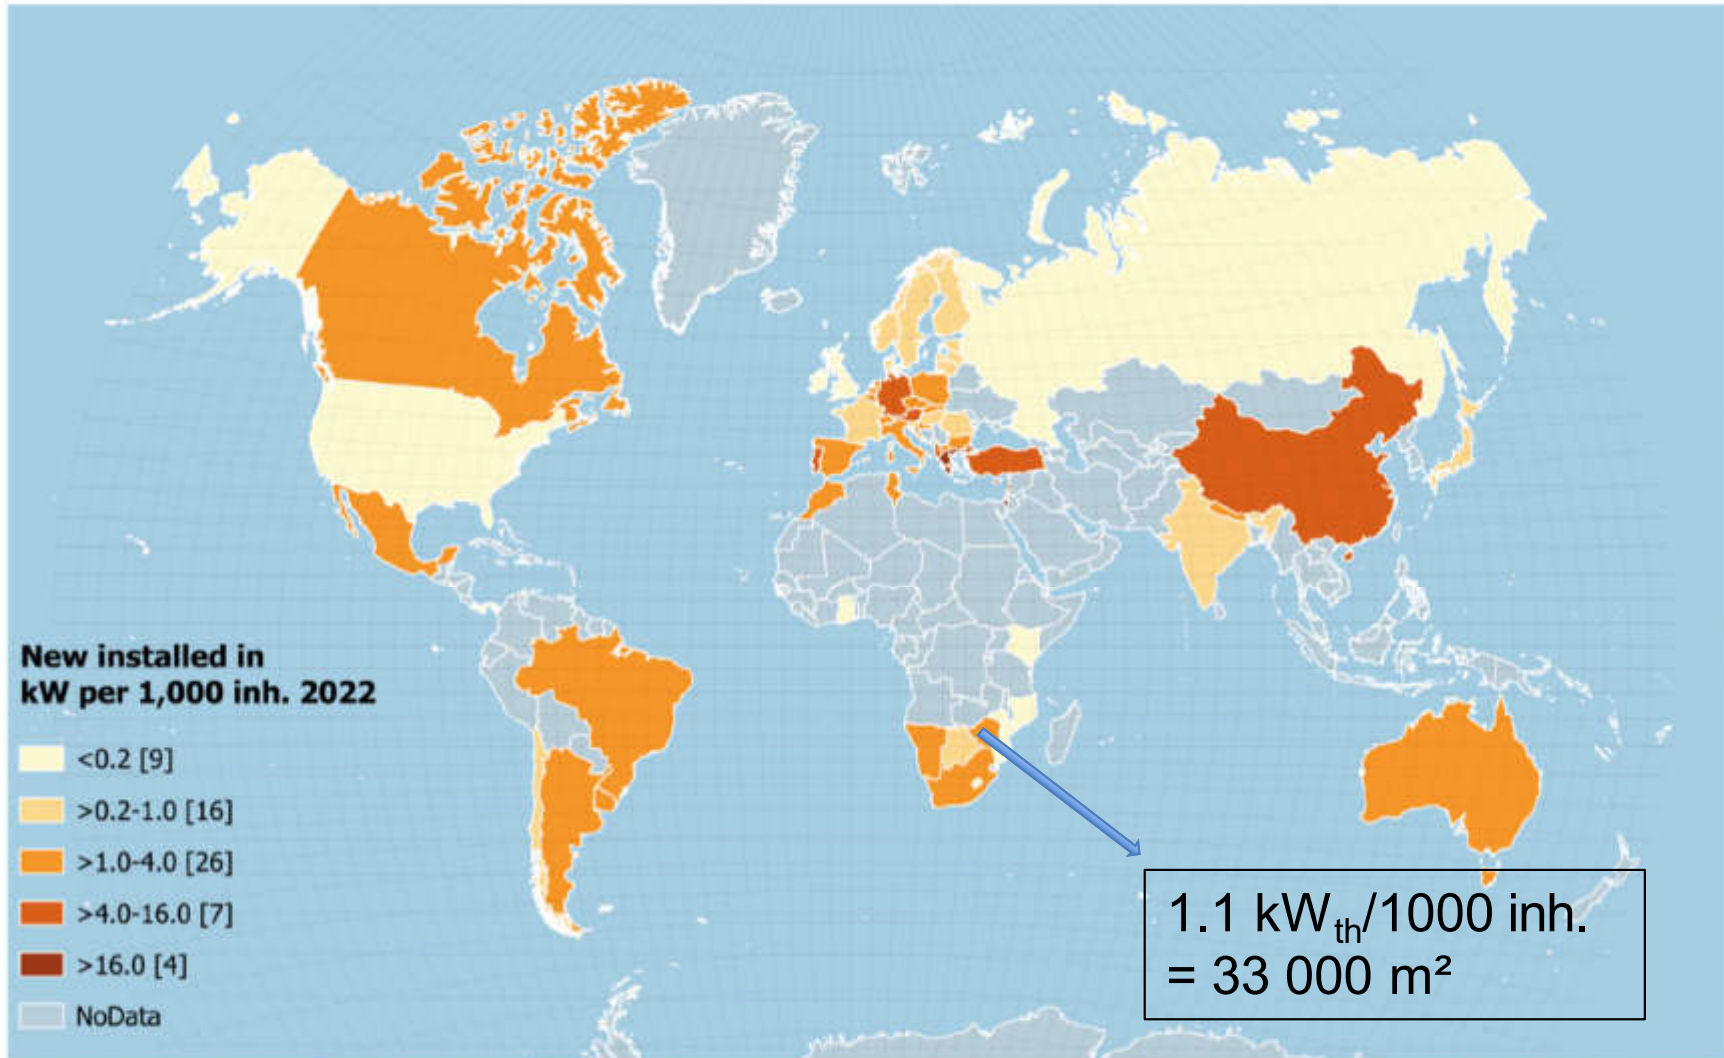 New installed in
kW per 1,000 inh. 2022
<0.2 [9]
>0.2-1.0 [16]
>1.0-4.0 [26]
>4.0-16.0 [7]
>16.0 [4]
NoData
1.1 kWth/1000 inh.
= 33 000 m²